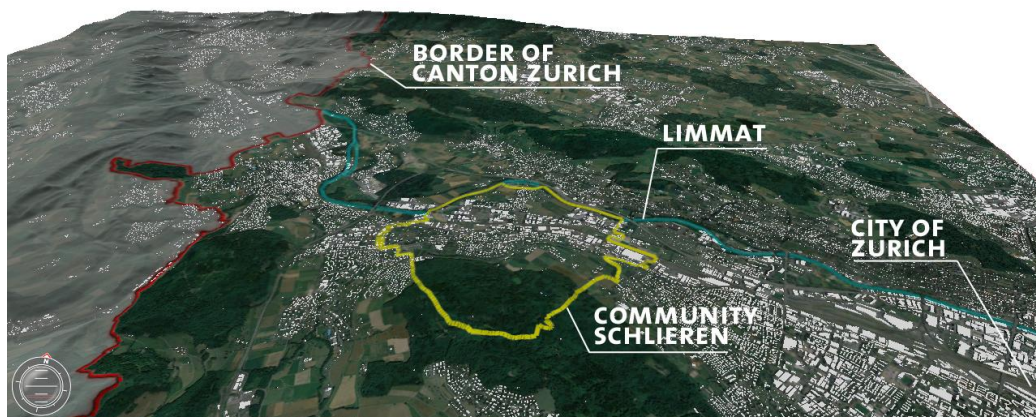 BORDER OF
CANTON ZURICH
LIMMAT
CITY OF
ZURICH
COMMUNITY
SCHLIEREN
N